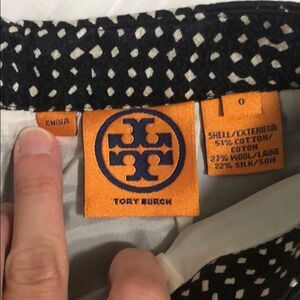 CHINA
TORY BURCH
0
SHELL/EXTERIEUR
51% COTTON/
COTON
27% WOOL/LAINE
22% SILK/SOIE